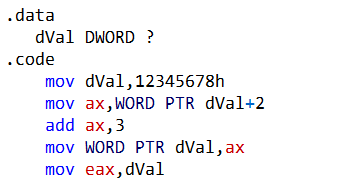 .data
dVal DWORD ?
.code
mov dVal,12345678h
mov ax,WORD PTR dVal+2
add ax,3
mov WORD PTR dVal,ax
mov eax,dVal